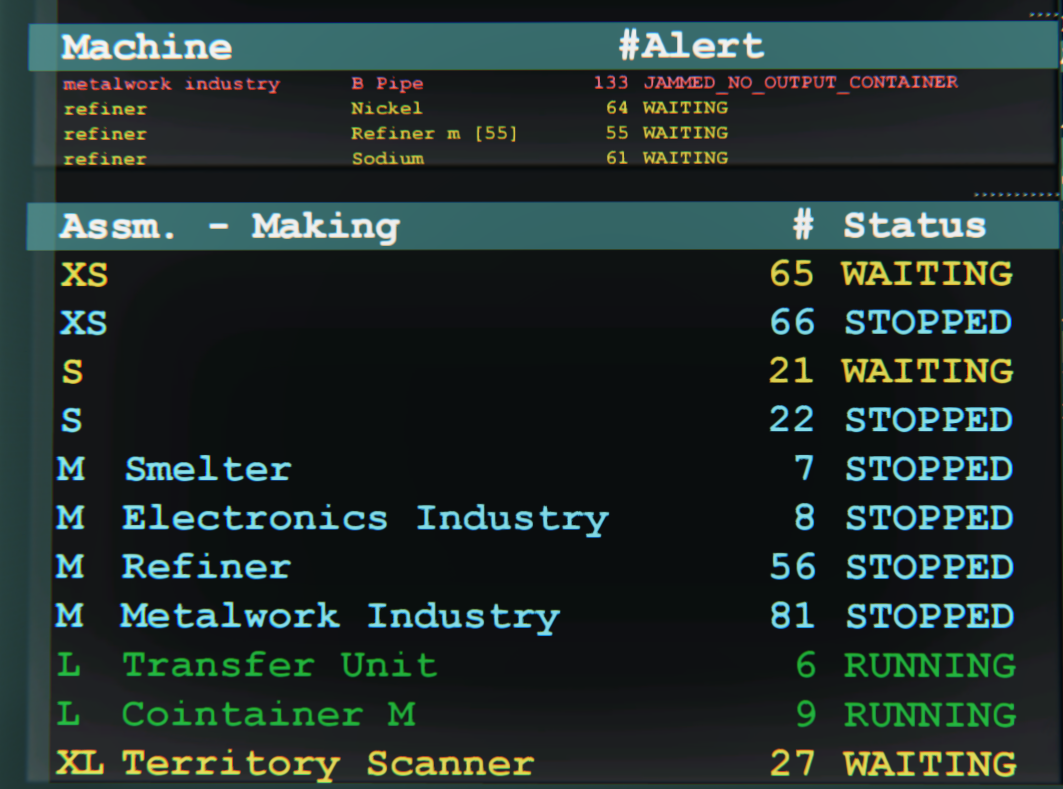 Machine #Alert
metalwork industry B Pipe 133 JAMMED_NO_OUTPUT_CONTAINER
refiner Nickel 64 WAITING
refiner Refiner m [55] 55 WAITING
refiner Sodium 61 WAITING
Assm. - Making # Status
XS 65 WAITING
XS 66 STOPPED
S 21 WAITING
S 22 STOPPED
M Smelter 7 STOPPED
M Electronics Industry 8 STOPPED
M Refiner 56 STOPPED
M Metalwork Industry 81 STOPPED
L Transfer Unit 6 RUNNING
L Cointainer M 9 RUNNING
XL Territory Scanner 27 WAITING